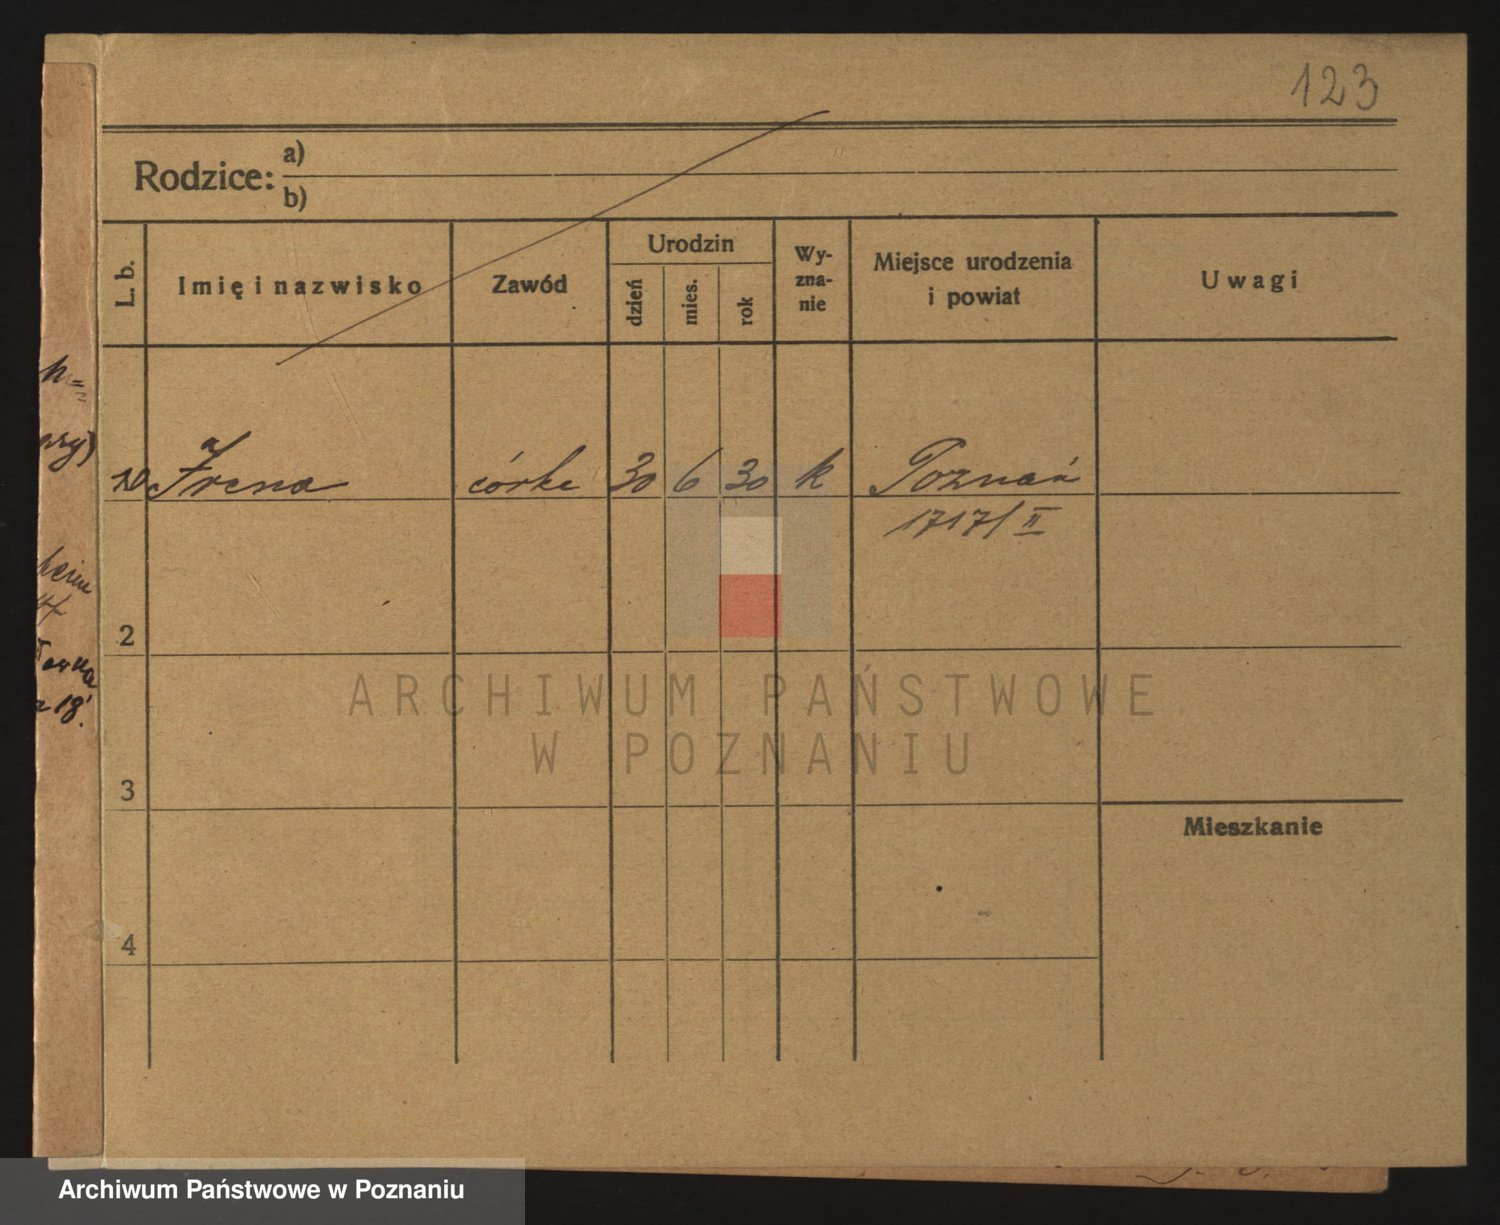 123
Rodzice: a)
b)
L. b.
Imię i nazwisko
Zawód
Urodzin
dzień
mies.
rok
Wy-
zna-
nie
Miejsce urodzenia
i powiat
Uwagi
Irena córka 30 6 30 k Poznań
1717/II
2
3
4
Mieszkanie
a 18.
ARCHIWUM PAŃSTWOWE
W POZNANIU
Archiwum Państwowe w Poznaniu